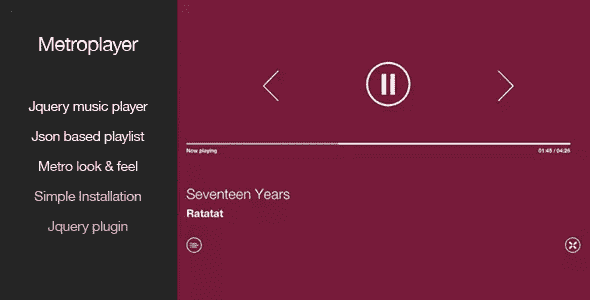 Metroplayer
Jquery music player
Json based playlist
Metro look & feel
Simple Installation
Jquery plugin
Now playing
01:45 / 04:26
Seventeen Years
Ratatat